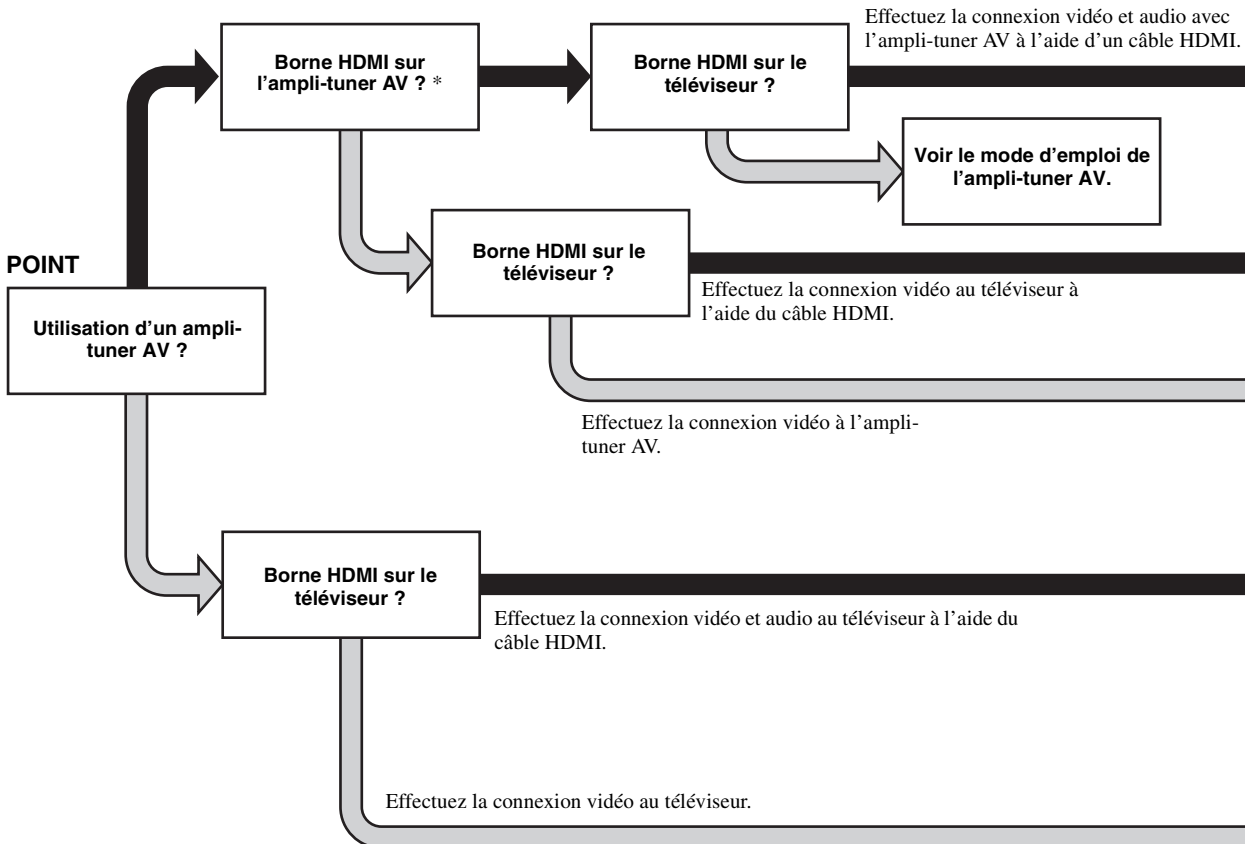 Effectuez la connexion vidéo et audio avec
l'ampli-tuner AV à l'aide d'un câble HDMI.
Borne HDMI sur
l'ampli-tuner AV ? *
Borne HDMI sur le
téléviseur ?
Voir le mode d'emploi de
l'ampli-tuner AV.
Borne HDMI sur le
téléviseur ?
POINT
Effectuez la connexion vidéo au téléviseur à
l'aide du câble HDMI.
Utilisation d'un ampli-
tuner AV ?
Effectuez la connexion vidéo à l'ampli-
tuner AV.
Borne HDMI sur le
téléviseur ?
Effectuez la connexion vidéo et audio au téléviseur à l'aide du
câble HDMI.
Effectuez la connexion vidéo au téléviseur.